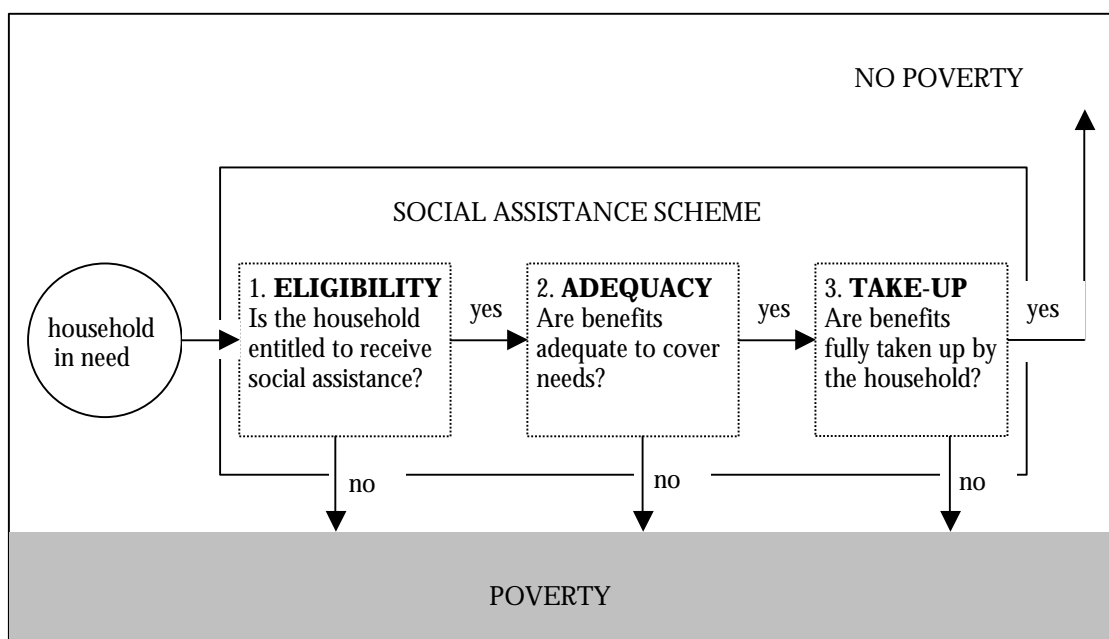 NO POVERTY
SOCIAL ASSISTANCE SCHEME
household
in need
1. ELIGIBILITY
Is the household
entitled to receive
social assistance?
yes
2. ADEQUACY
Are benefits
adequate to cover
needs?
yes
3. TAKE-UP
Are benefits
fully taken up by
the household?
yes
no
no
no
POVERTY